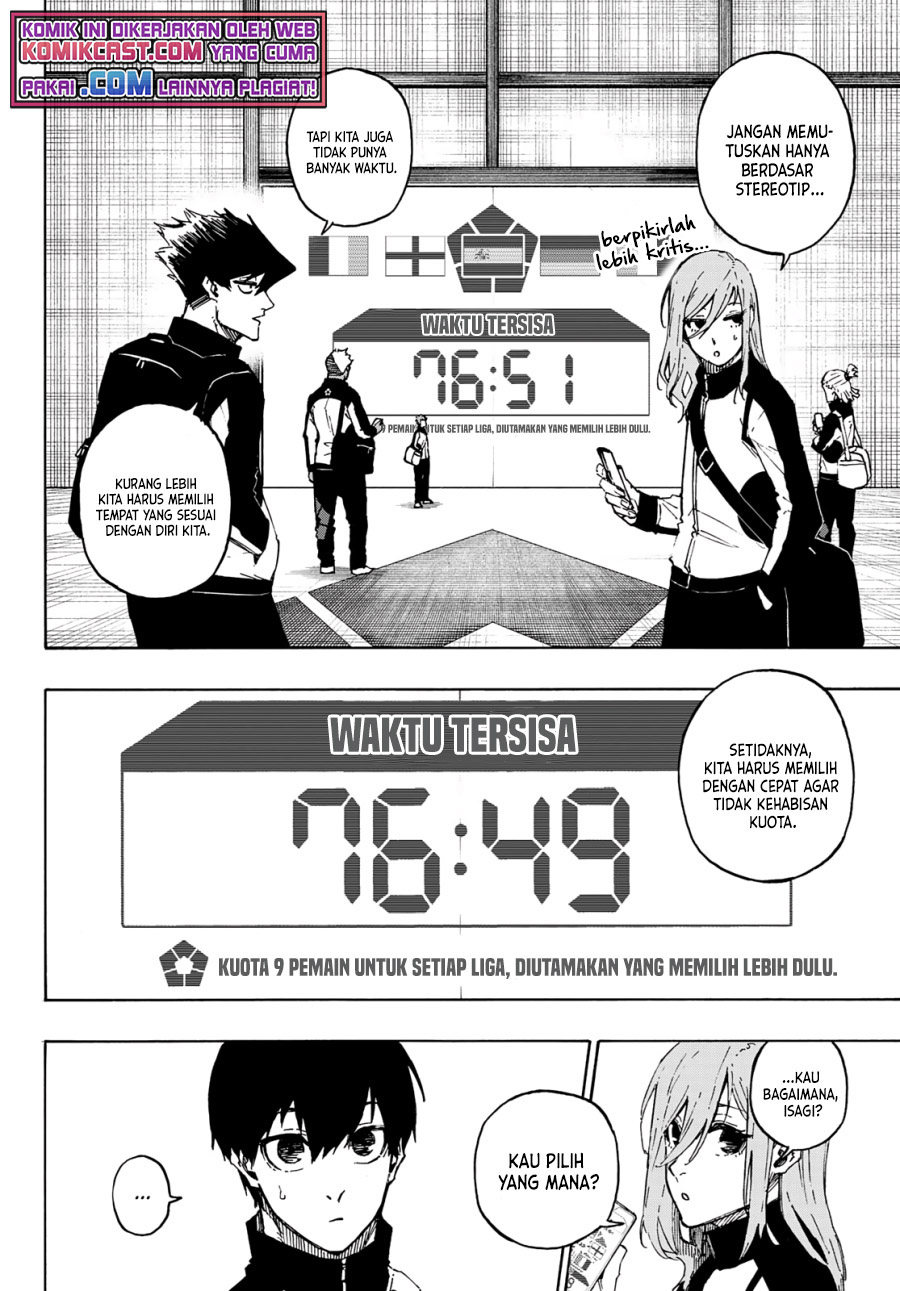 KOMIK INI DIKERJAKAN OLEH WEB
KOMIKCAST.COM YANG CUMA
PAKAI .COM LAINNYA PLAGIAT!
JANGAN MEMU-
TUSKAN HANYA
BERDASAR
STEREOTIP...
berpikirlah
lebih kritis...
TAPI KITA JUGA
TIDAK PUNYA
BANYAK WAKTU.
WAKTU TERSISA
76:51
9 PEMAIN UNTUK SETIAP LIGA, DIUTAMAKAN YANG MEMILIH LEBIH DULU.
KURANG LEBIH
KITA HARUS MEMILIH
TEMPAT YANG SESUAI
DENGAN DIRI KITA.
WAKTU TERSISA
76:49
SETIDAKNYA,
KITA HARUS MEMILIH
DENGAN CEPAT AGAR
TIDAK KEHABISAN
KUOTA.
KUOTA 9 PEMAIN UNTUK SETIAP LIGA, DIUTAMAKAN YANG MEMILIH LEBIH DULU.
...KAU
BAGAIMANA,
ISAGI?
KAU PILIH
YANG MANA?
...